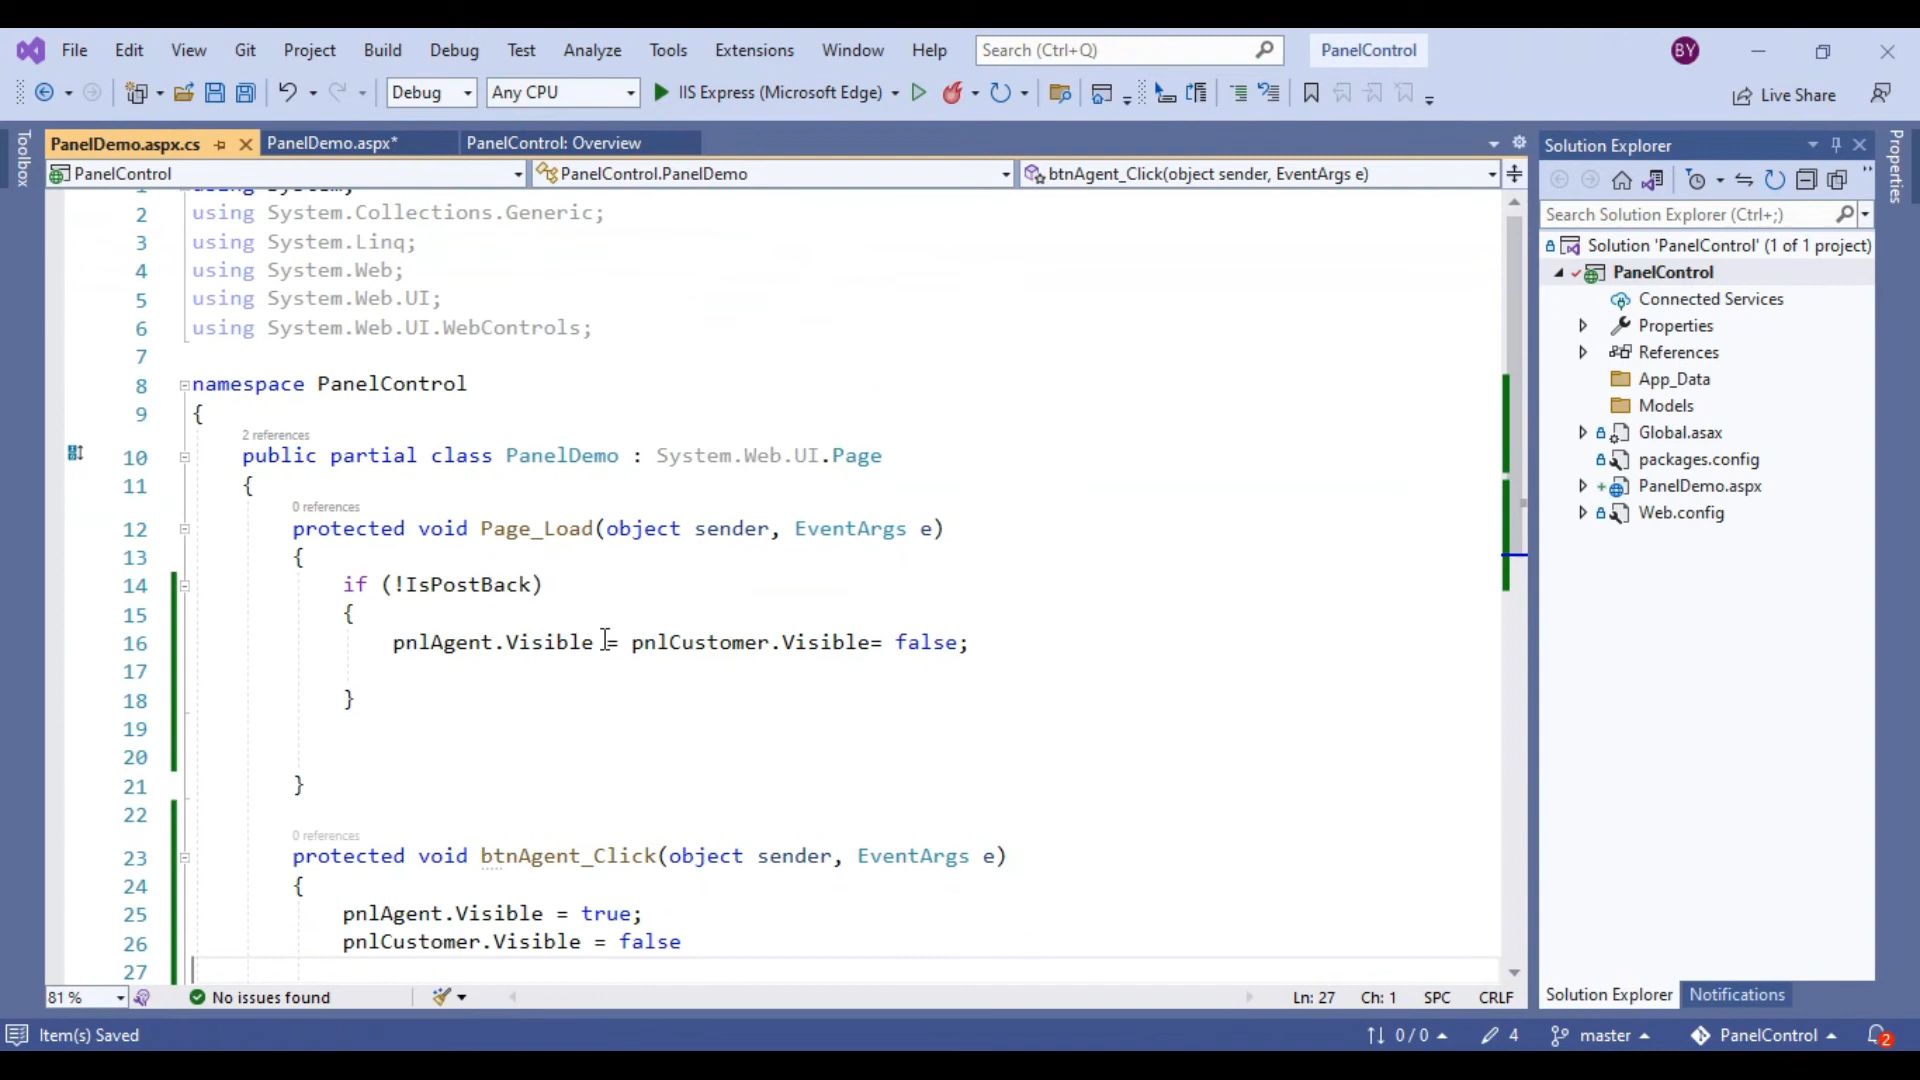 File Edit View Git Project Build Debug Test Analyze Tools Extensions Window Help Search (Ctrl+Q) PanelControl BY
Debug Any CPU IIS Express (Microsoft Edge) Live Share
Toolbox
PanelDemo.aspx.cs PanelDemo.aspx* PanelControl: Overview
PanelControl PanelControl.PanelDemo btnAgent_Click(object sender, EventArgs e)
1 using System;
2 using System.Collections.Generic;
3 using System.Linq;
4 using System.Web;
5 using System.Web.UI;
6 using System.Web.UI.WebControls;
7
8 namespace PanelControl
9 {
2 references
10 public partial class PanelDemo : System.Web.UI.Page
11 {
0 references
12 protected void Page_Load(object sender, EventArgs e)
13 {
14 if (!IsPostBack)
15 {
16 pnlAgent.Visible = pnlCustomer.Visible= false;
17
18 }
19
20
21 }
22
0 references
23 protected void btnAgent_Click(object sender, EventArgs e)
24 {
25 pnlAgent.Visible = true;
26 pnlCustomer.Visible = false
27
81 % No issues found Ln: 27 Ch: 1 SPC CRLF
Solution Explorer
Search Solution Explorer (Ctrl+;)
Solution 'PanelControl' (1 of 1 project)
PanelControl
Connected Services
Properties
References
App_Data
Models
Global.asax
packages.config
PanelDemo.aspx
Web.config
Solution Explorer Notifications
Properties
Item(s) Saved 0 / 0 4 master PanelControl 2